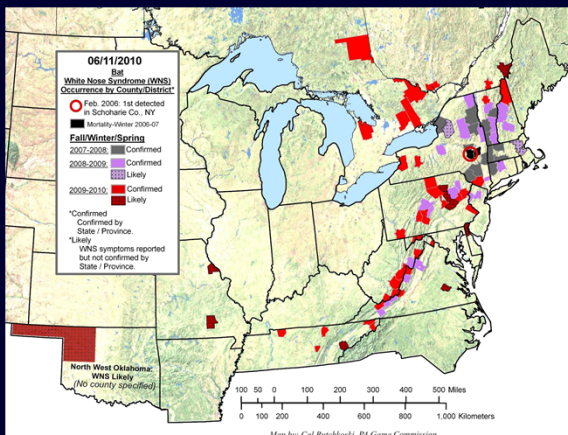 06/11/2010
Bat
White Nose Syndrome (WNS)
Occurrence by County/District*
Feb. 2006: 1st detected
in Schoharie Co., NY
Mortality-Winter 2006-07
Fall/Winter/Spring
2007-2008: Confirmed
2008-2009: Confirmed
Likely
2009-2010: Confirmed
Likely
*Confirmed
Confirmed by
State / Province.
*Likely
WNS symptoms reported
but not confirmed by
State / Province.
North West Oklahoma:
WNS Likely
(No county specified)
100 50 0 100 200 300 400 500 Miles
100 0 200 400 600 800 1,000 Kilometers
Map by: Cal Butchkoski, PA Game Commission